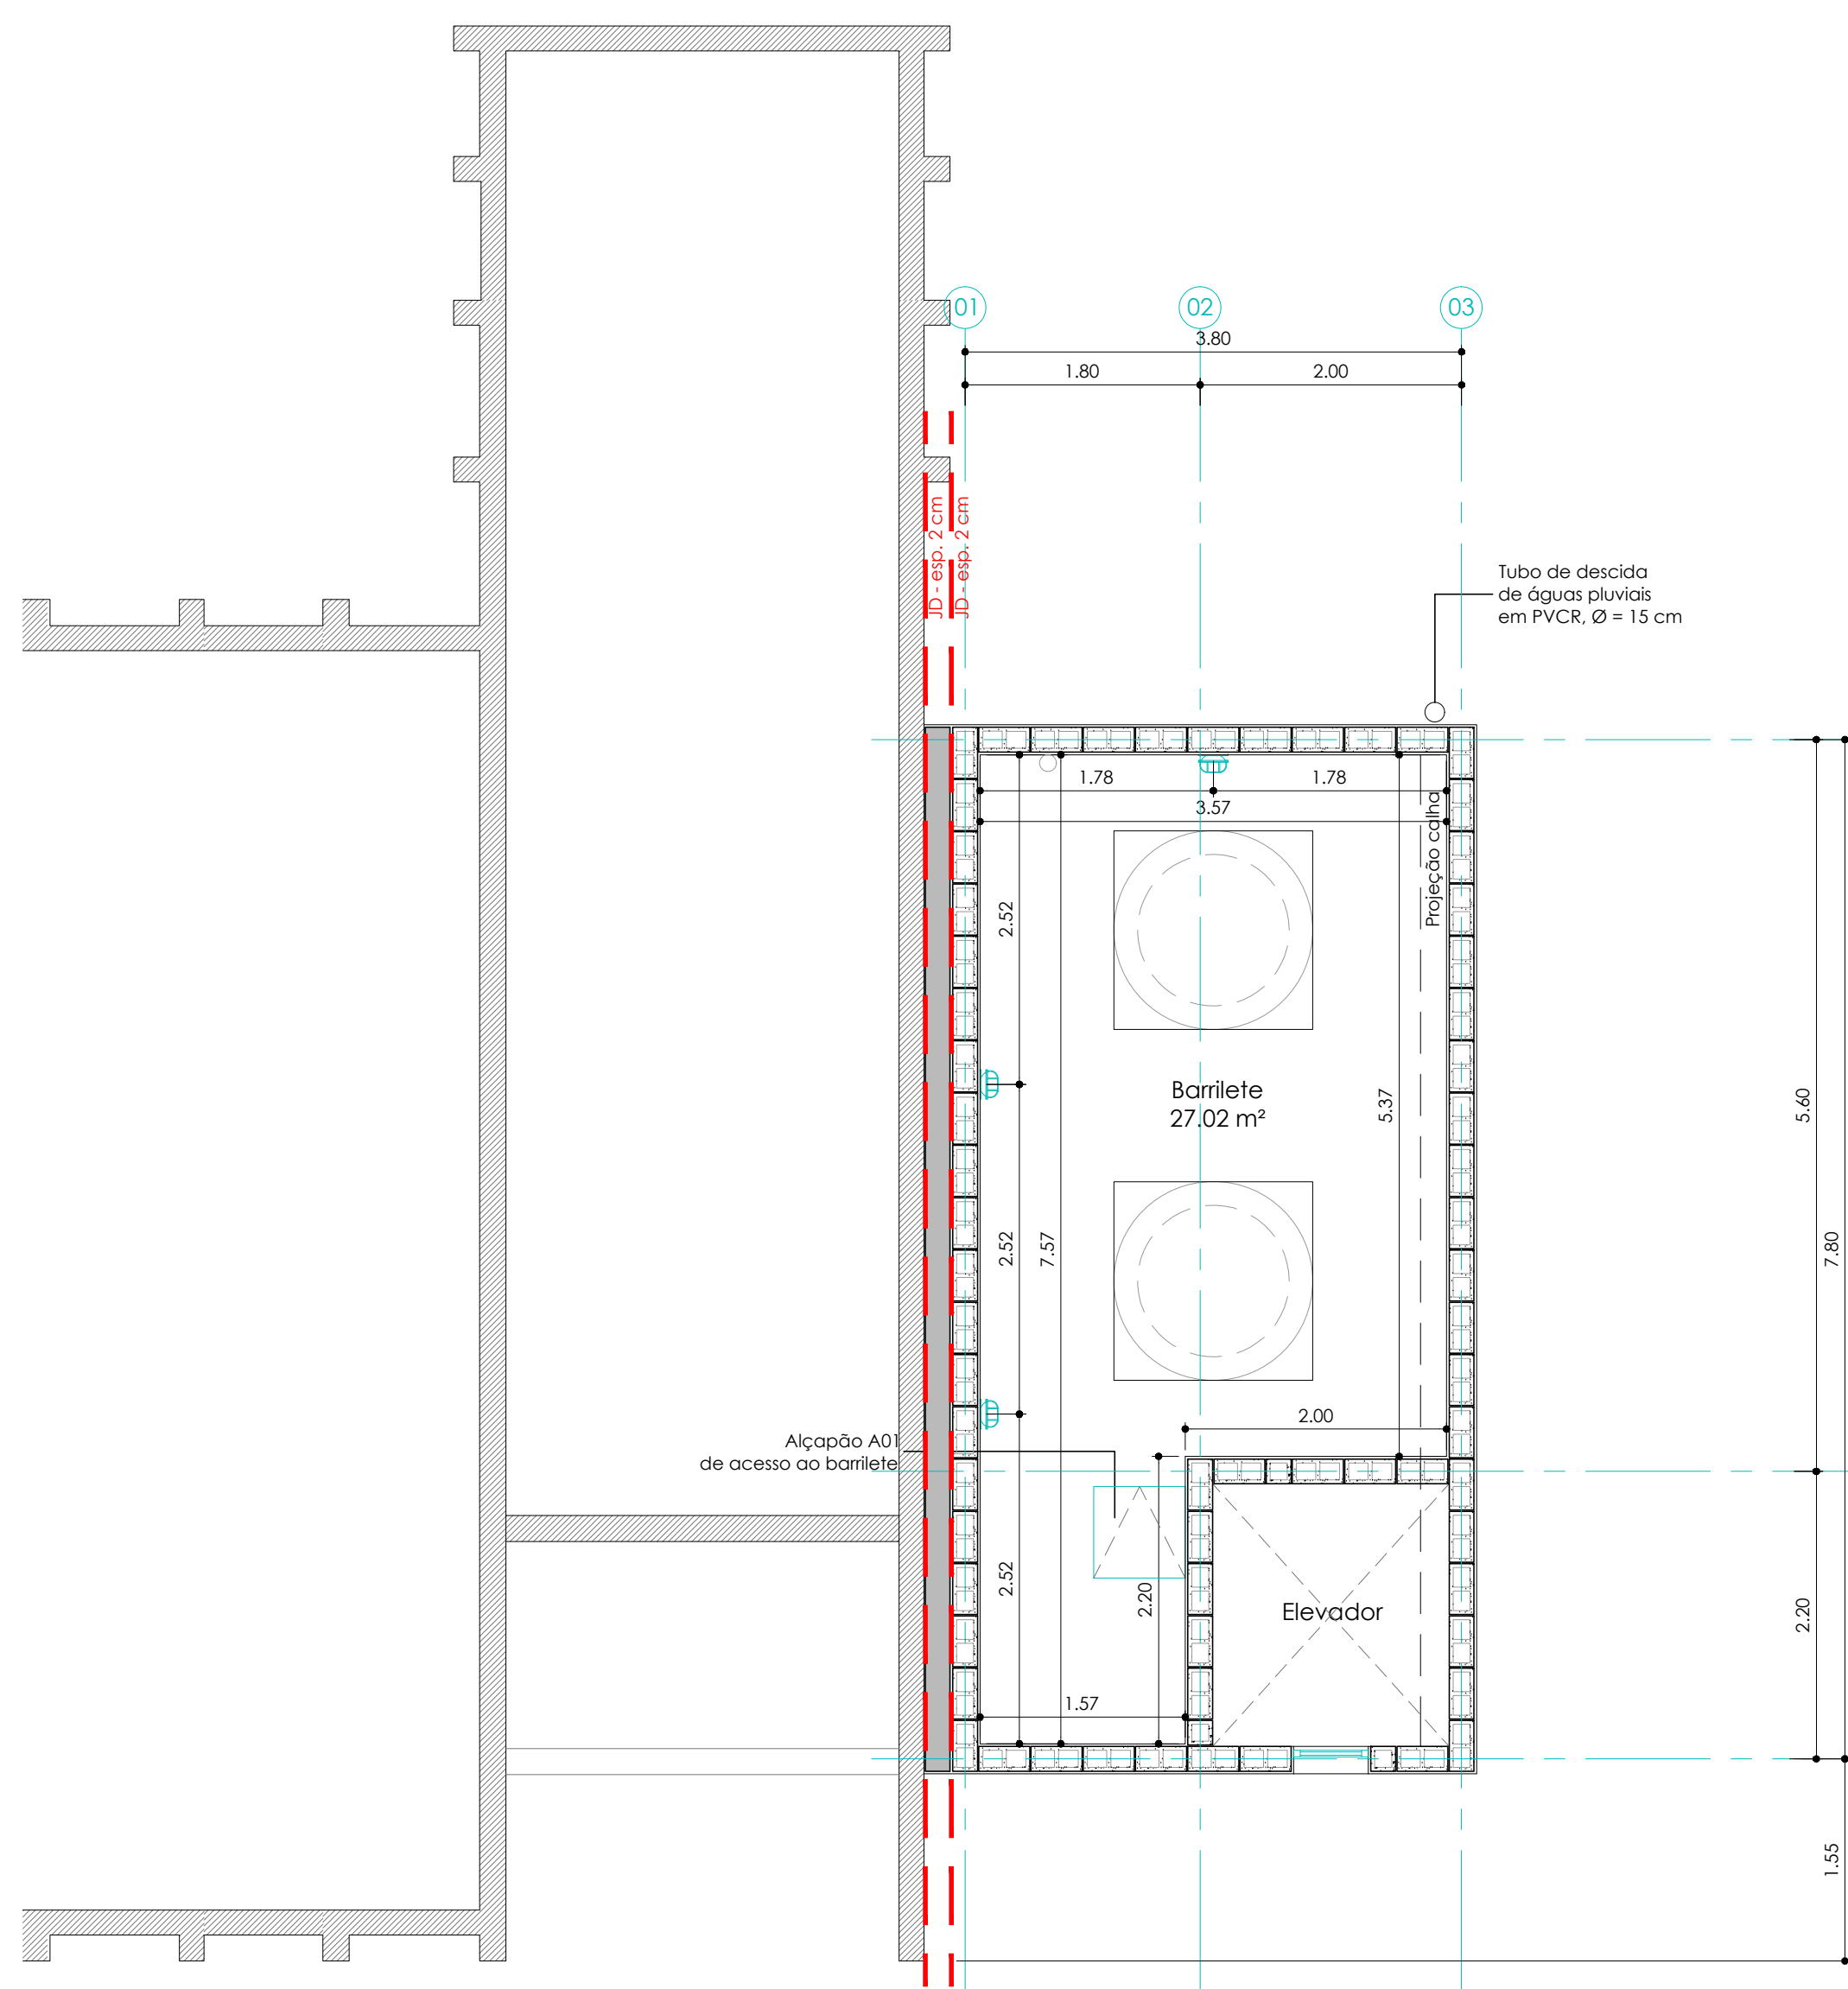 01
02
03
3.80
1.80
2.00
JD - esp. 2 cm
JD - esp. 2 cm
Tubo de descida
de águas pluviais
em PVCR, Ø = 15 cm
1.78
1.78
3.57
Projeção calha
2.52
Barrilete
27.02 m²
5.37
5.60
2.52
7.57
7.80
2.00
Alçapão A01
de acesso ao barrilete
2.52
2.20
Elevador
2.20
1.57
1.55